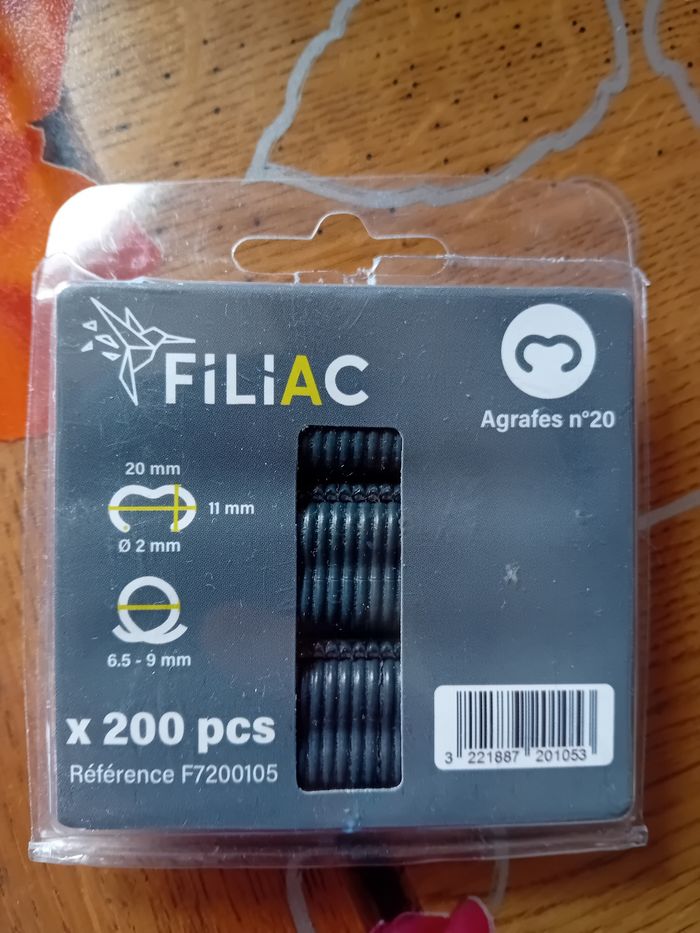 FiLiAC
Agrafes n°20
20 mm
11 mm
Ø 2 mm
6.5 - 9 mm
x 200 pcs
Référence F7200105
3 221887 201053